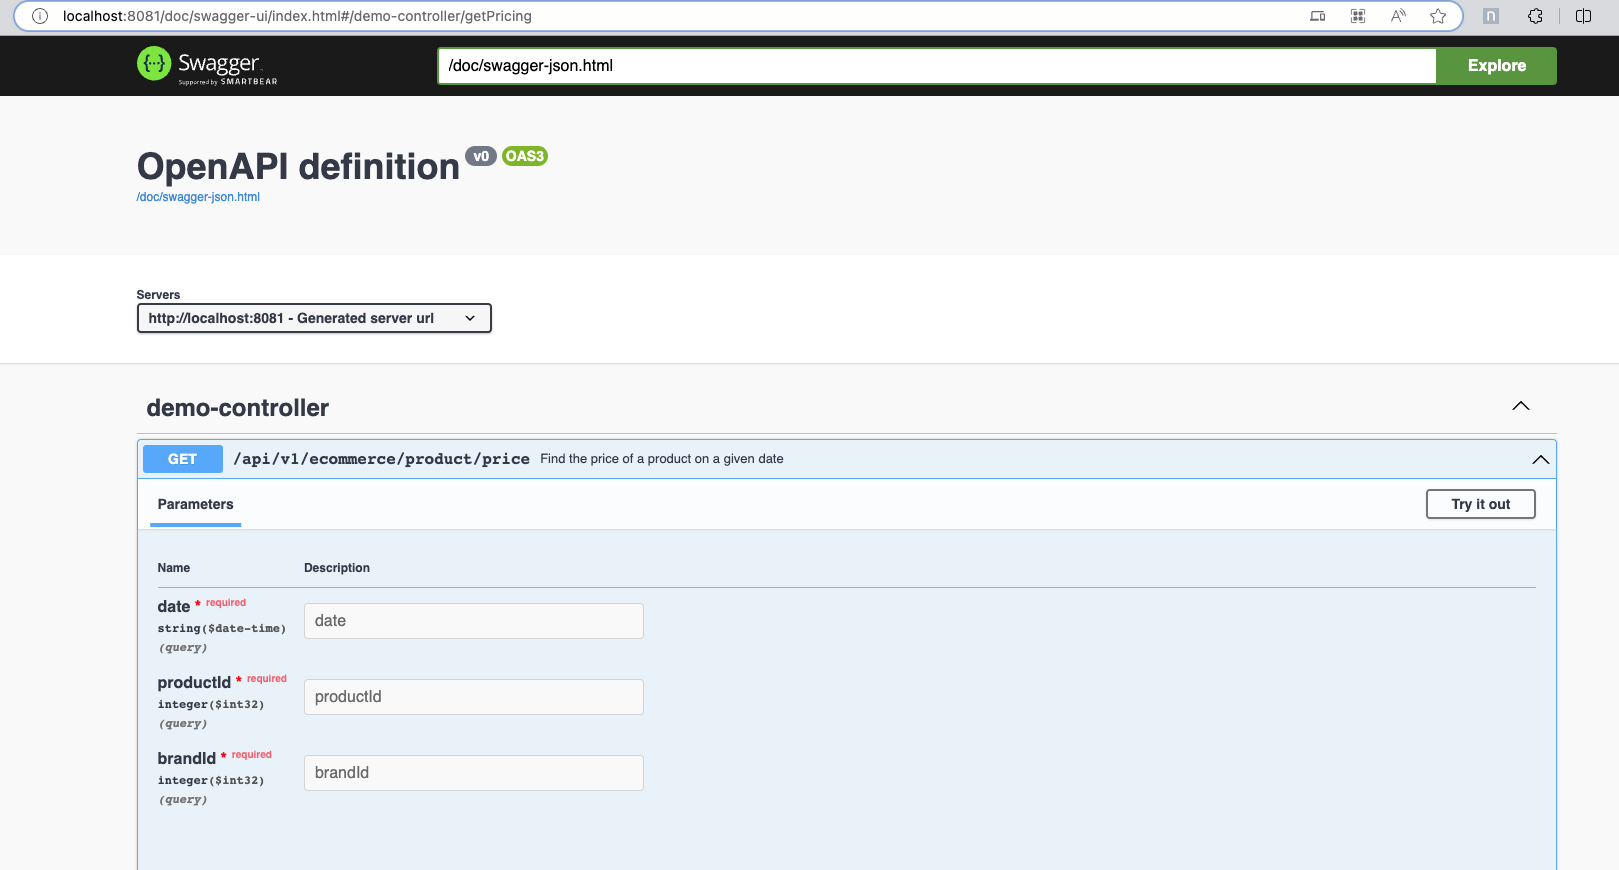 localhost:8081/doc/swagger-ui/index.html#/demo-controller/getPricing
Swagger
Supported by SMARTBEAR
/doc/swagger-json.html
Explore
OpenAPI definition v0 OAS3
/doc/swagger-json.html
Servers
http://localhost:8081 - Generated server url
demo-controller
GET /api/v1/ecommerce/product/price Find the price of a product on a given date
Parameters
Try it out
Name Description
date * required
string($date-time)
(query)
date
productId * required
integer($int32)
(query)
productId
brandId * required
integer($int32)
(query)
brandId